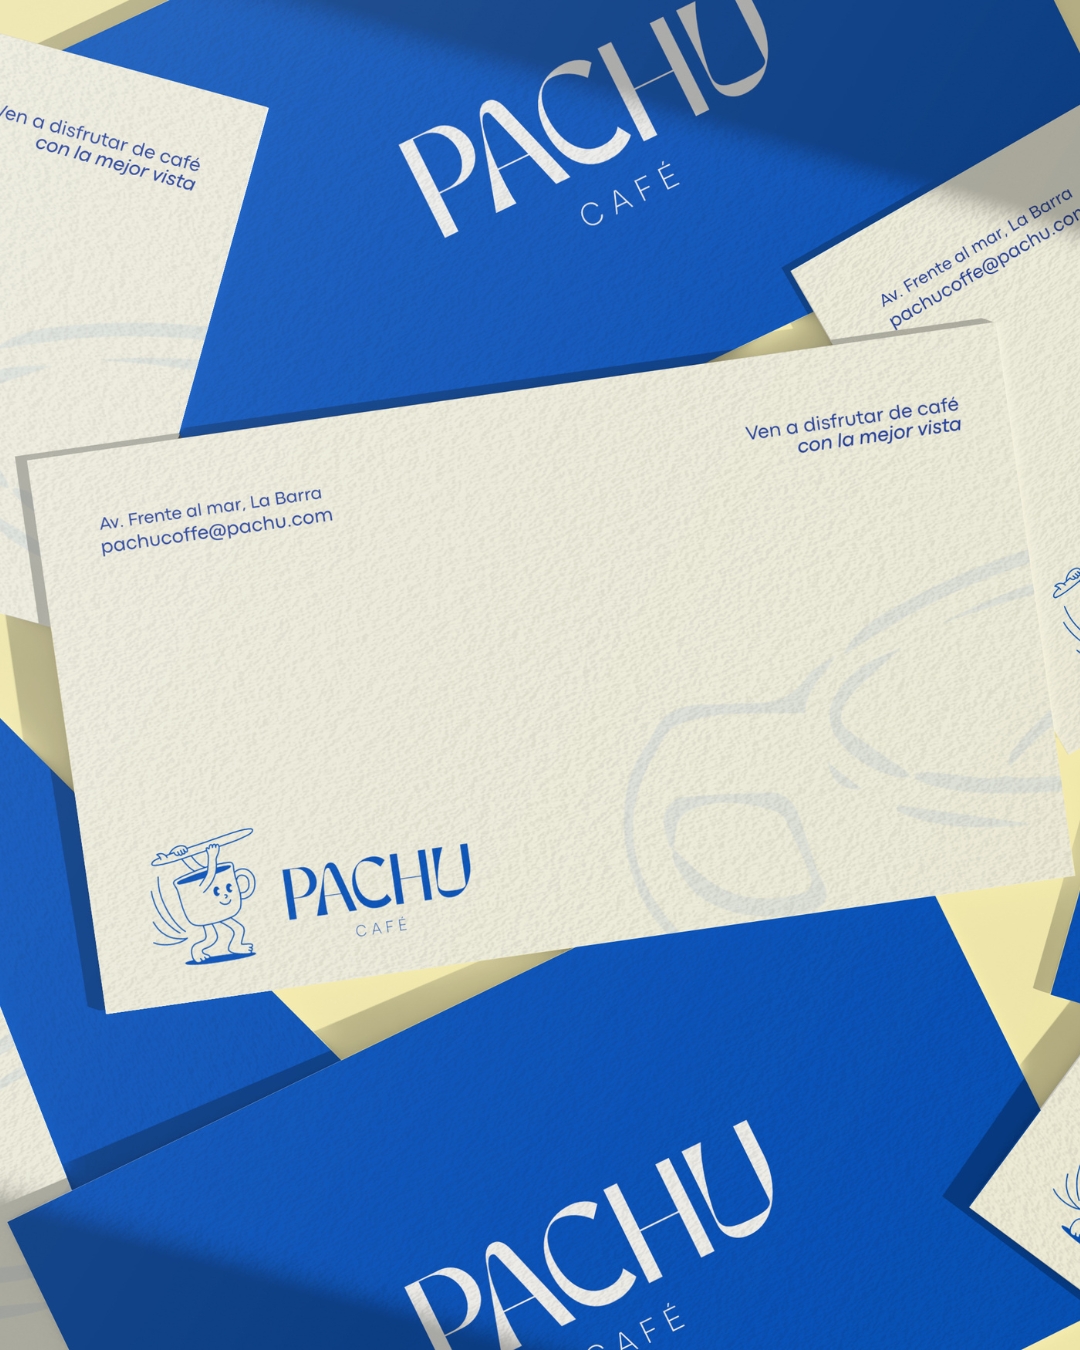 PACHU
CAFÉ
Ven a disfrutar de café
con la mejor vista
Av. Frente al mar, La Barra
pachucoffe@pachu.com
Ven a disfrutar de café
con la mejor vista
Av. Frente al mar, La Barra
pachucoffe@pachu.com
PACHU
CAFÉ
PACHU
CAFÉ